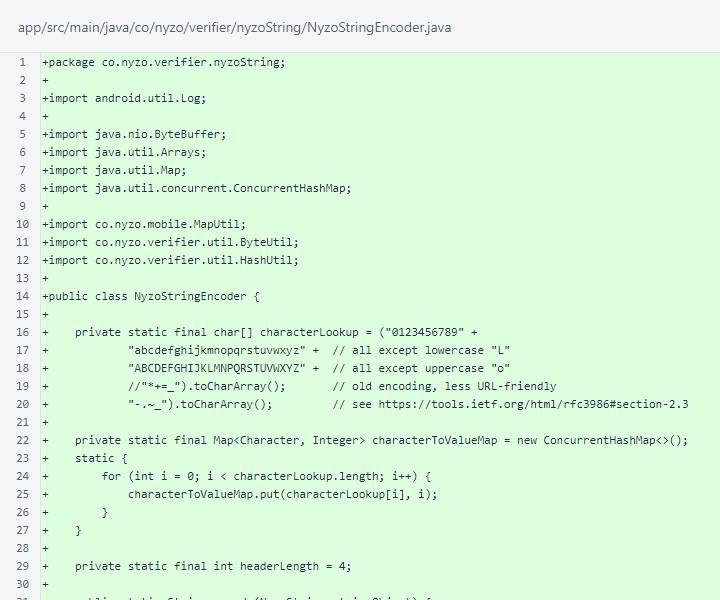 app/src/main/java/co/nyzo/verifier/nyzoString/NyzoStringEncoder.java
1 +package co.nyzo.verifier.nyzoString;
2 +
3 +import android.util.Log;
4 +
5 +import java.nio.ByteBuffer;
6 +import java.util.Arrays;
7 +import java.util.Map;
8 +import java.util.concurrent.ConcurrentHashMap;
9 +
10 +import co.nyzo.mobile.MapUtil;
11 +import co.nyzo.verifier.util.ByteUtil;
12 +import co.nyzo.verifier.util.HashUtil;
13 +
14 +public class NyzoStringEncoder {
15 +
16 +    private static final char[] characterLookup = ("0123456789" +
17 +            "abcdefghijkmnopqrstuvwxyz" +  // all except lowercase "L"
18 +            "ABCDEFGHIJKLMNPQRSTUVWXYZ" +  // all except uppercase "o"
19 +            //"*+=_").toCharArray();       // old encoding, less URL-friendly
20 +            "-.~_").toCharArray();         // see https://tools.ietf.org/html/rfc3986#section-2.3
21 +
22 +    private static final Map<Character, Integer> characterToValueMap = new ConcurrentHashMap<>();
23 +    static {
24 +        for (int i = 0; i < characterLookup.length; i++) {
25 +            characterToValueMap.put(characterLookup[i], i);
26 +        }
27 +    }
28 +
29 +    private static final int headerLength = 4;
30 +